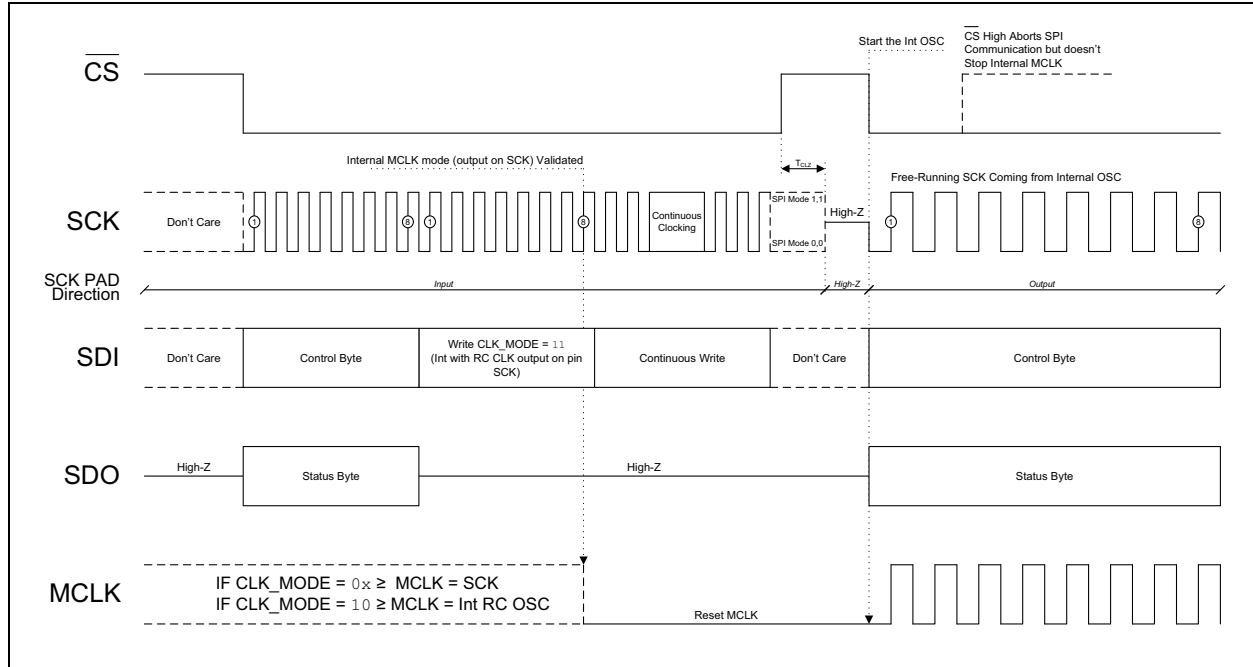 Start the Int OSC
CS High Aborts SPI
Communication but doesn't
Stop Internal MCLK
CS
Internal MCLK mode (output on SCK) Validated
TCLZ
Free-Running SCK Coming from Internal OSC
SCK
Don't Care
1
8
1
8
Continuous
Clocking
SPI Mode 1,1
SPI Mode 0,0
High-Z
1
8
SCK PAD
Direction
Input
High-Z
Output
SDI
Don't Care
Control Byte
Write CLK_MODE = 11
(Int with RC CLK output on pin
SCK)
Continuous Write
Don't Care
Control Byte
SDO
High-Z
Status Byte
High-Z
Status Byte
MCLK
IF CLK_MODE = 0x ≥ MCLK = SCK
IF CLK_MODE = 10 ≥ MCLK = Int RC OSC
Reset MCLK